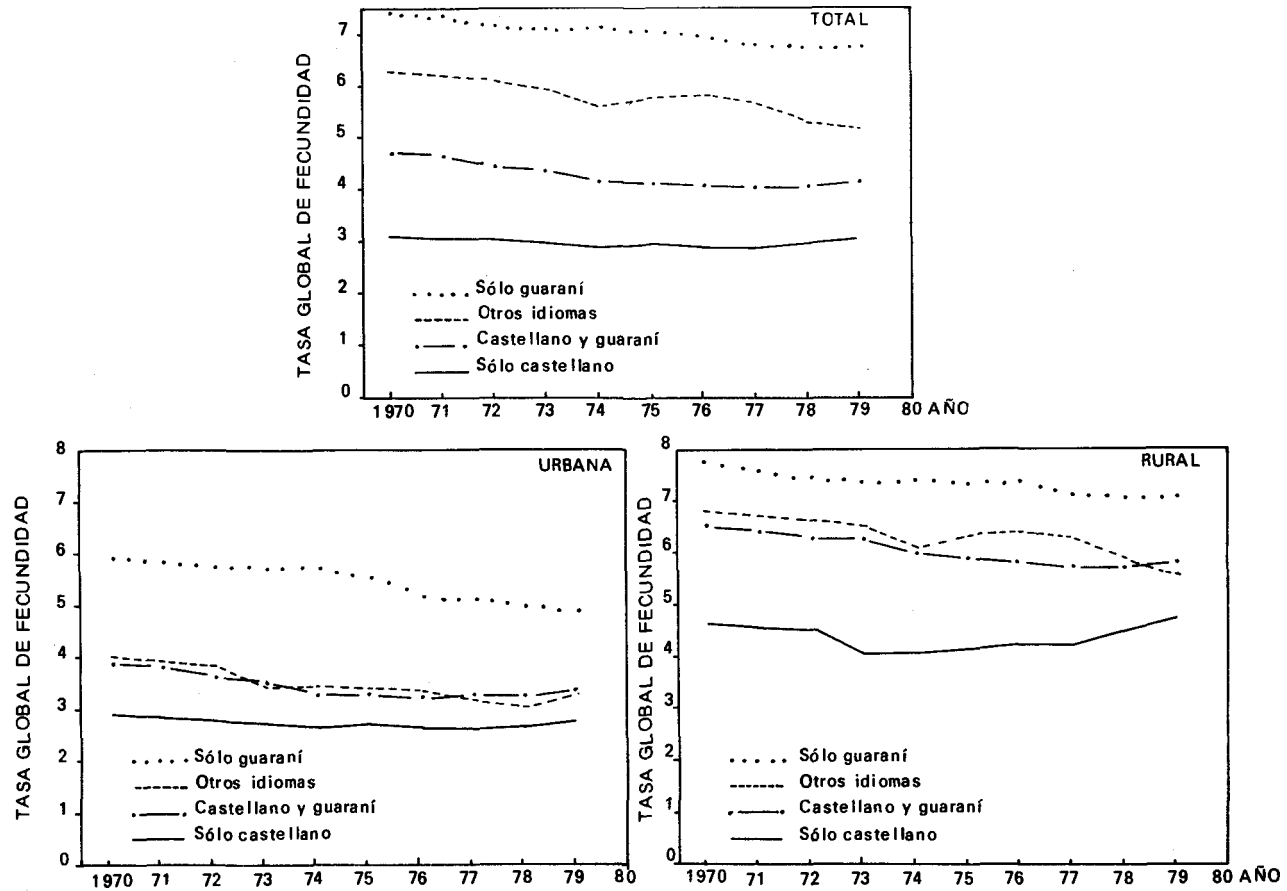 TOTAL
TASA GLOBAL DE FECUNDIDAD
7
6
5
4
3
2
1
0
Sólo guaraní
Otros idiomas
Castellano y guaraní
Sólo castellano
1970 71 72 73 74 75 76 77 78 79 80 AÑO
URBANA
TASA GLOBAL DE FECUNDIDAD
8
7
6
5
4
3
2
1
0
Sólo guaraní
Otros idiomas
Castellano y guaraní
Sólo castellano
1970 71 72 73 74 75 76 77 78 79 80
RURAL
TASA GLOBAL DE FECUNDIDAD
8
7
6
5
4
3
2
1
0
Sólo guaraní
Otros idiomas
Castellano y guaraní
Sólo castellano
1970 71 72 73 74 75 76 77 78 79 80 AÑO